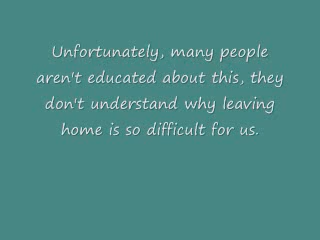 Unfortunately, many people
aren't educated about this, they
don't understand why leaving
home is so difficult for us.